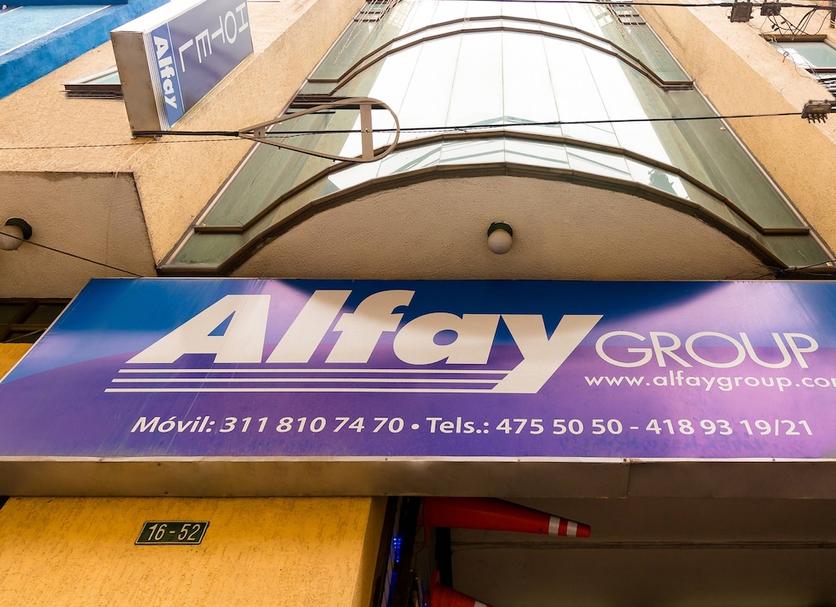 HOTEL
Alfay
Alfay GROUP
www.alfaygroup.com
Móvil: 311 810 74 70 • Tels.: 475 50 50 - 418 93 19/21
16-52